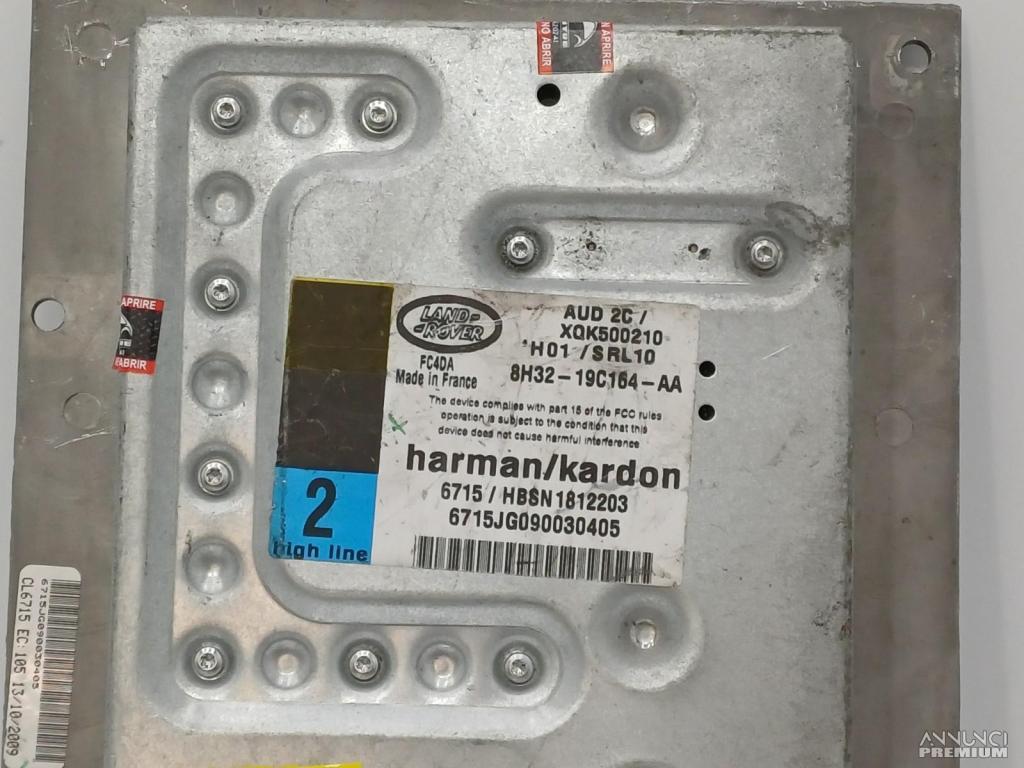 N APRIRE
NO ABRIR
APRIRE
ABRIR
LAND-
-ROVER
FC4DA
Made in France
AUD 2C /
XQK500210
*H01 / SRL10
8H32-19C164-AA
The device complies with part 15 of the FCC rules
operation is subject to the condition that this
device does not cause harmful interference
harman/kardon
6715 / HBSN1812203
6715JG090030405
2
high line
6715JG090030405
CL6715 EC:105 13/10/2009
ANNUNCI
PREMIUM